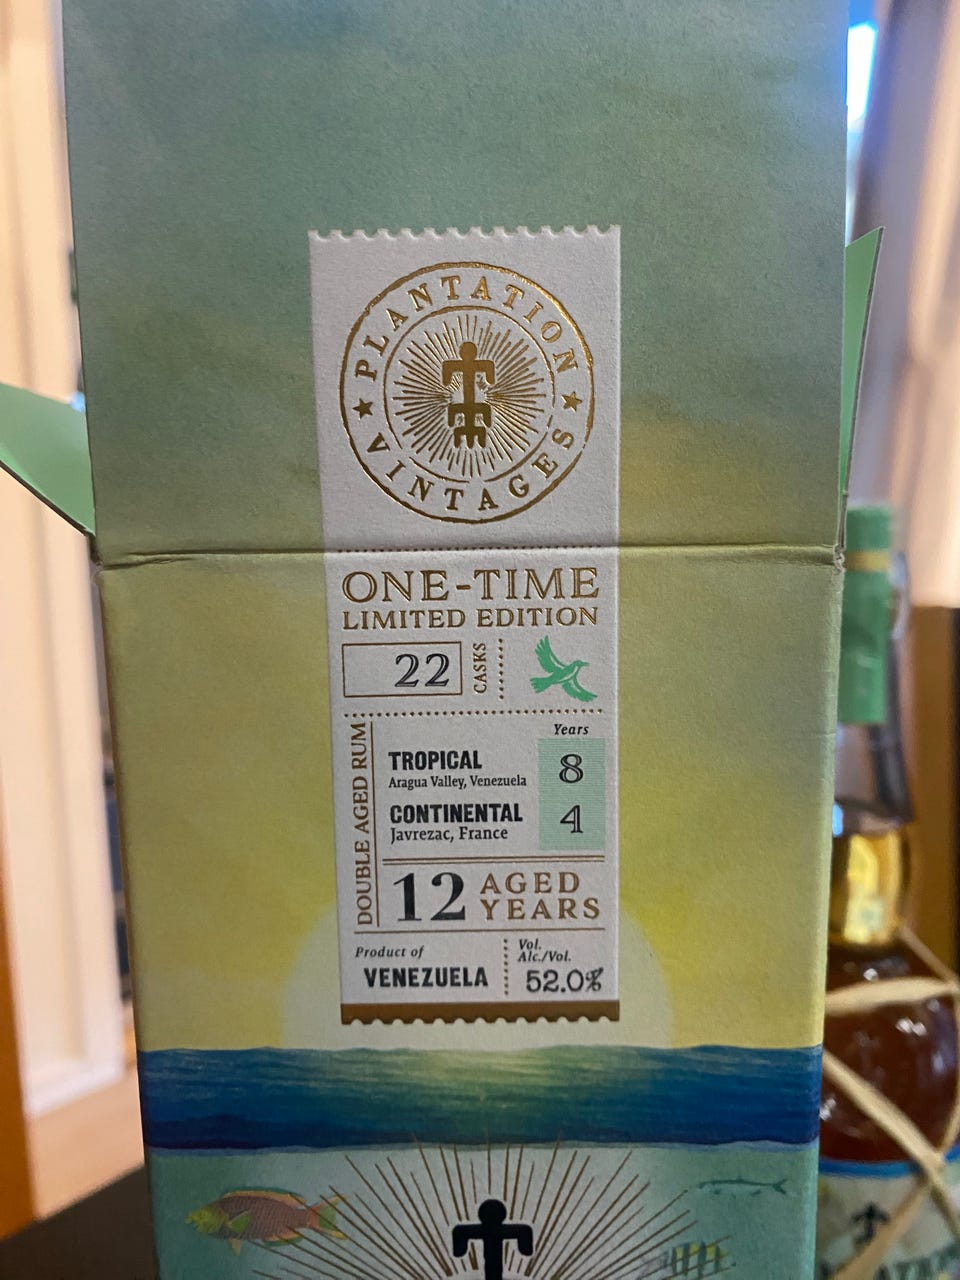 PLANTATION
VINTAGES
ONE-TIME
LIMITED EDITION
22 CASKS
DOUBLE AGED RUM
Years
TROPICAL 8
Aragua Valley, Venezuela
CONTINENTAL 4
Javrezac, France
12 AGED
YEARS
Product of
VENEZUELA
Vol.
Alc./Vol.
52.0%